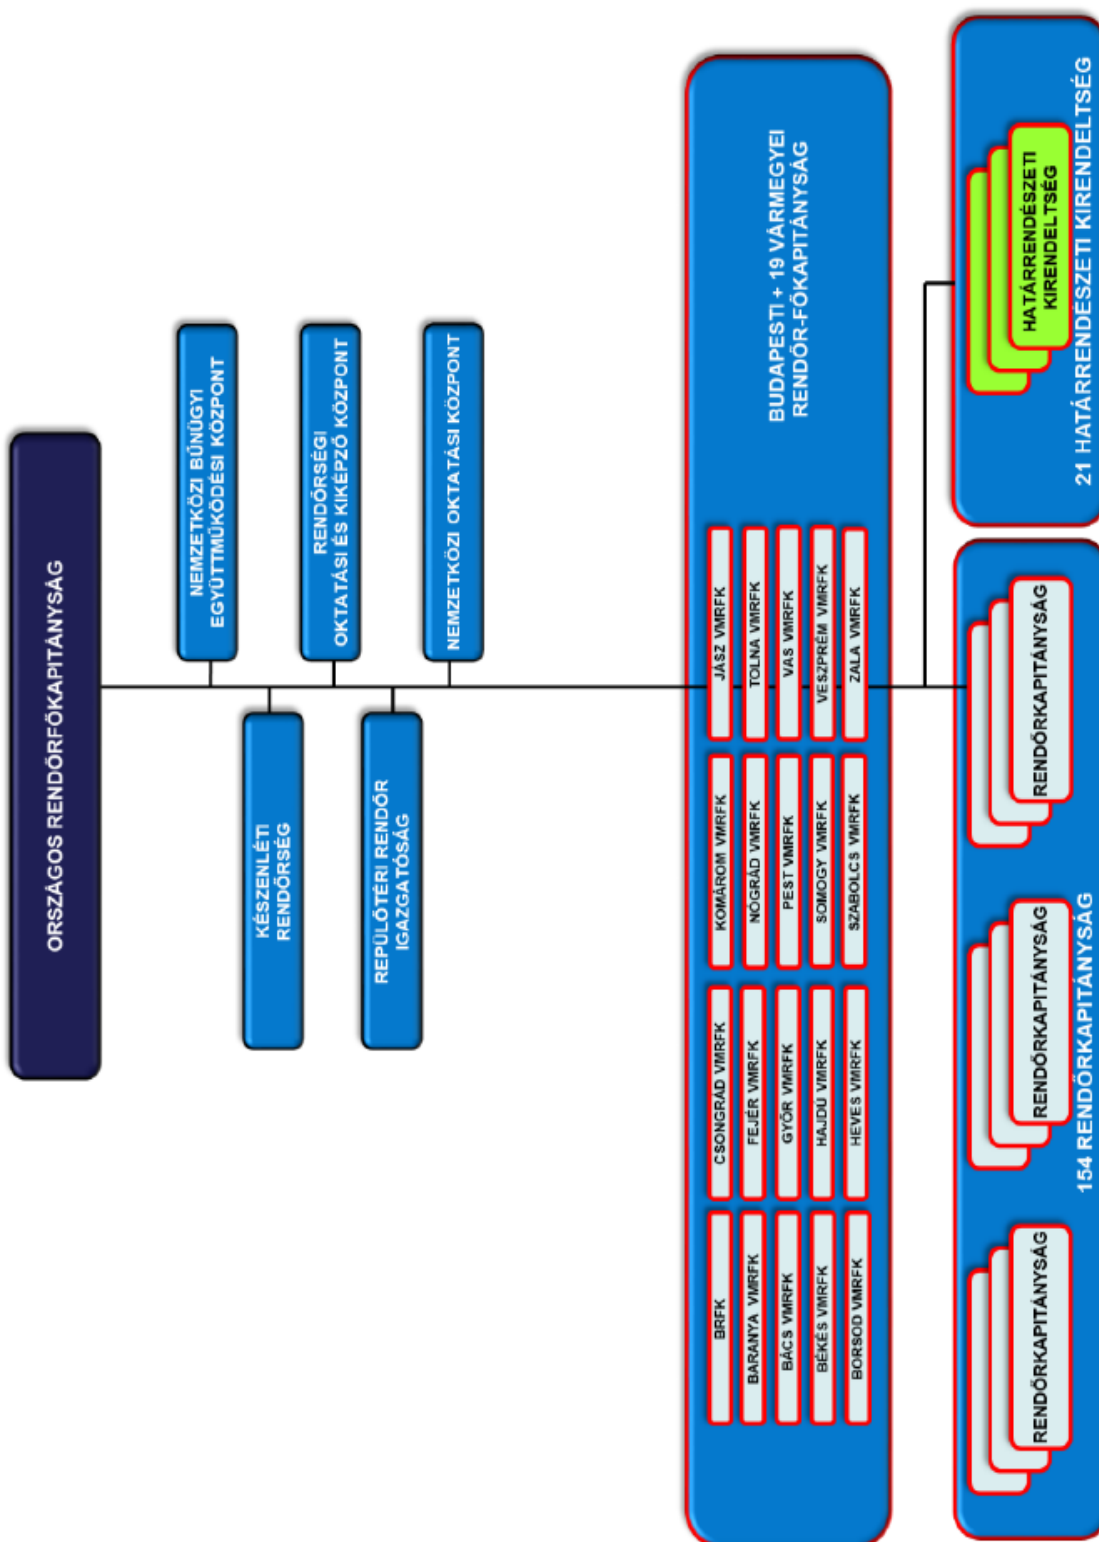 ORSZÁGOS RENDŐRFŐKAPITÁNYSÁG
NEMZETKÖZI BŰNÜGYI
EGYÜTTMŰKÖDÉSI KÖZPONT
KÉSZENLÉTI
RENDŐRSÉG
RENDŐRSÉGI
OKTATÁSI ÉS KIKÉPZŐ KÖZPONT
REPÜLŐTÉRI RENDŐR
IGAZGATÓSÁG
NEMZETKÖZI OKTATÁSI KÖZPONT
BUDAPESTI + 19 VÁRMEGYEI
RENDŐR-FŐKAPITÁNYSÁG
BRFK
CSONGRÁD VMRFK
KOMÁROM VMRFK
JÁSZ VMRFK
BARANYA VMRFK
FEJÉR VMRFK
NÓGRÁD VMRFK
TOLNA VMRFK
BÁCS VMRFK
GYŐR VMRFK
PEST VMRFK
VAS VMRFK
BÉKÉS VMRFK
HAJDÚ VMRFK
SOMOGY VMRFK
VESZPRÉM VMRFK
BORSOD VMRFK
HEVES VMRFK
SZABOLCS VMRFK
ZALA VMRFK
RENDŐRKAPITÁNYSÁG
RENDŐRKAPITÁNYSÁG
RENDŐRKAPITÁNYSÁG
154 RENDŐRKAPITÁNYSÁG
HATÁRRENDÉSZETI
KIRENDELTSÉG
21 HATÁRRENDÉSZETI KIRENDELTSÉG